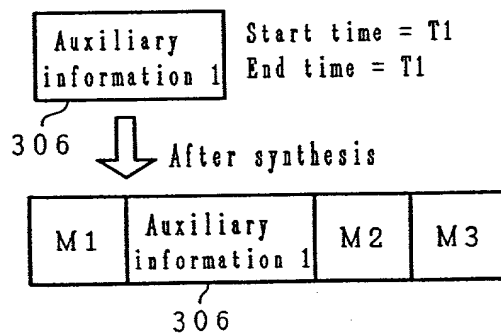 Auxiliary
information 1
Start time = T1
End time = T1
306
After synthesis
M1
Auxiliary
information 1
M2
M3
306